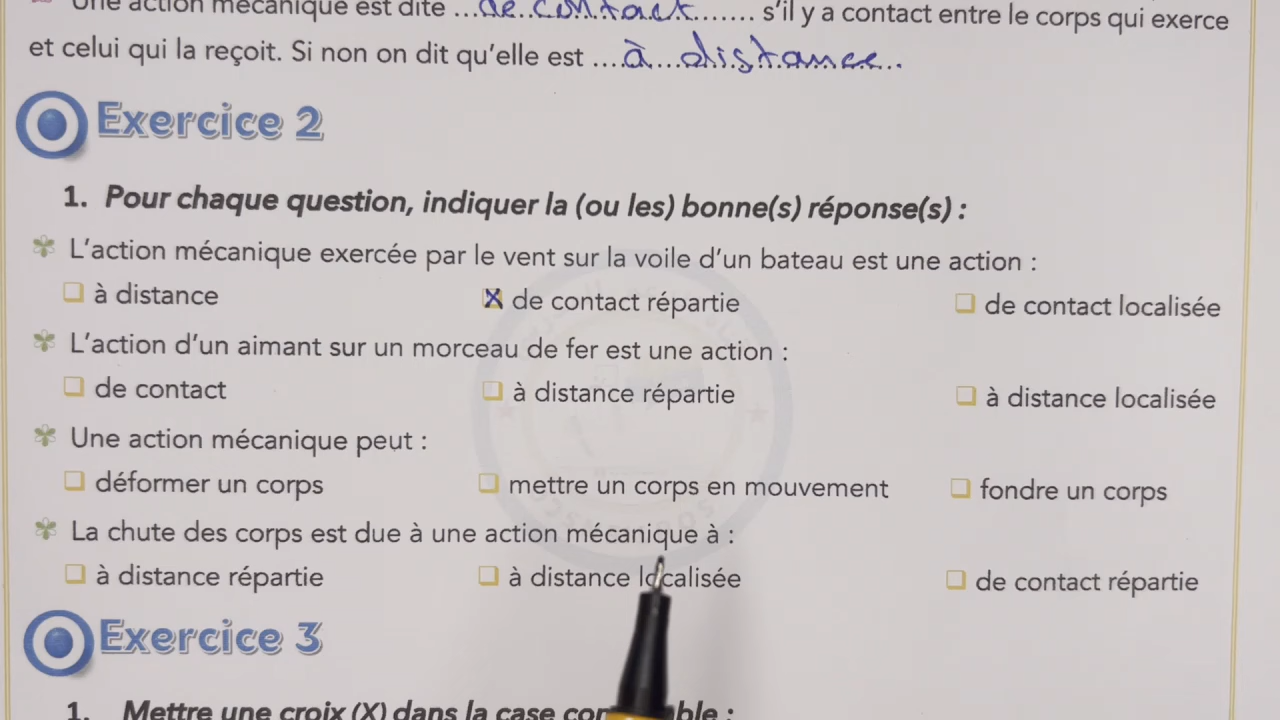 Une action mécanique est dite ...de contact....... s'il y a contact entre le corps qui exerce
et celui qui la reçoit. Si non on dit qu'elle est ....à....distance...
Exercice 2
1. Pour chaque question, indiquer la (ou les) bonne(s) réponse(s) :
L'action mécanique exercée par le vent sur la voile d'un bateau est une action :
❑ à distance X de contact répartie ❑ de contact localisée
L'action d'un aimant sur un morceau de fer est une action :
❑ de contact ❑ à distance répartie ❑ à distance localisée
Une action mécanique peut :
❑ déformer un corps ❑ mettre un corps en mouvement ❑ fondre un corps
La chute des corps est due à une action mécanique à :
❑ à distance répartie ❑ à distance localisée ❑ de contact répartie
Exercice 3
1. Mettre une croix (X) dans la case :